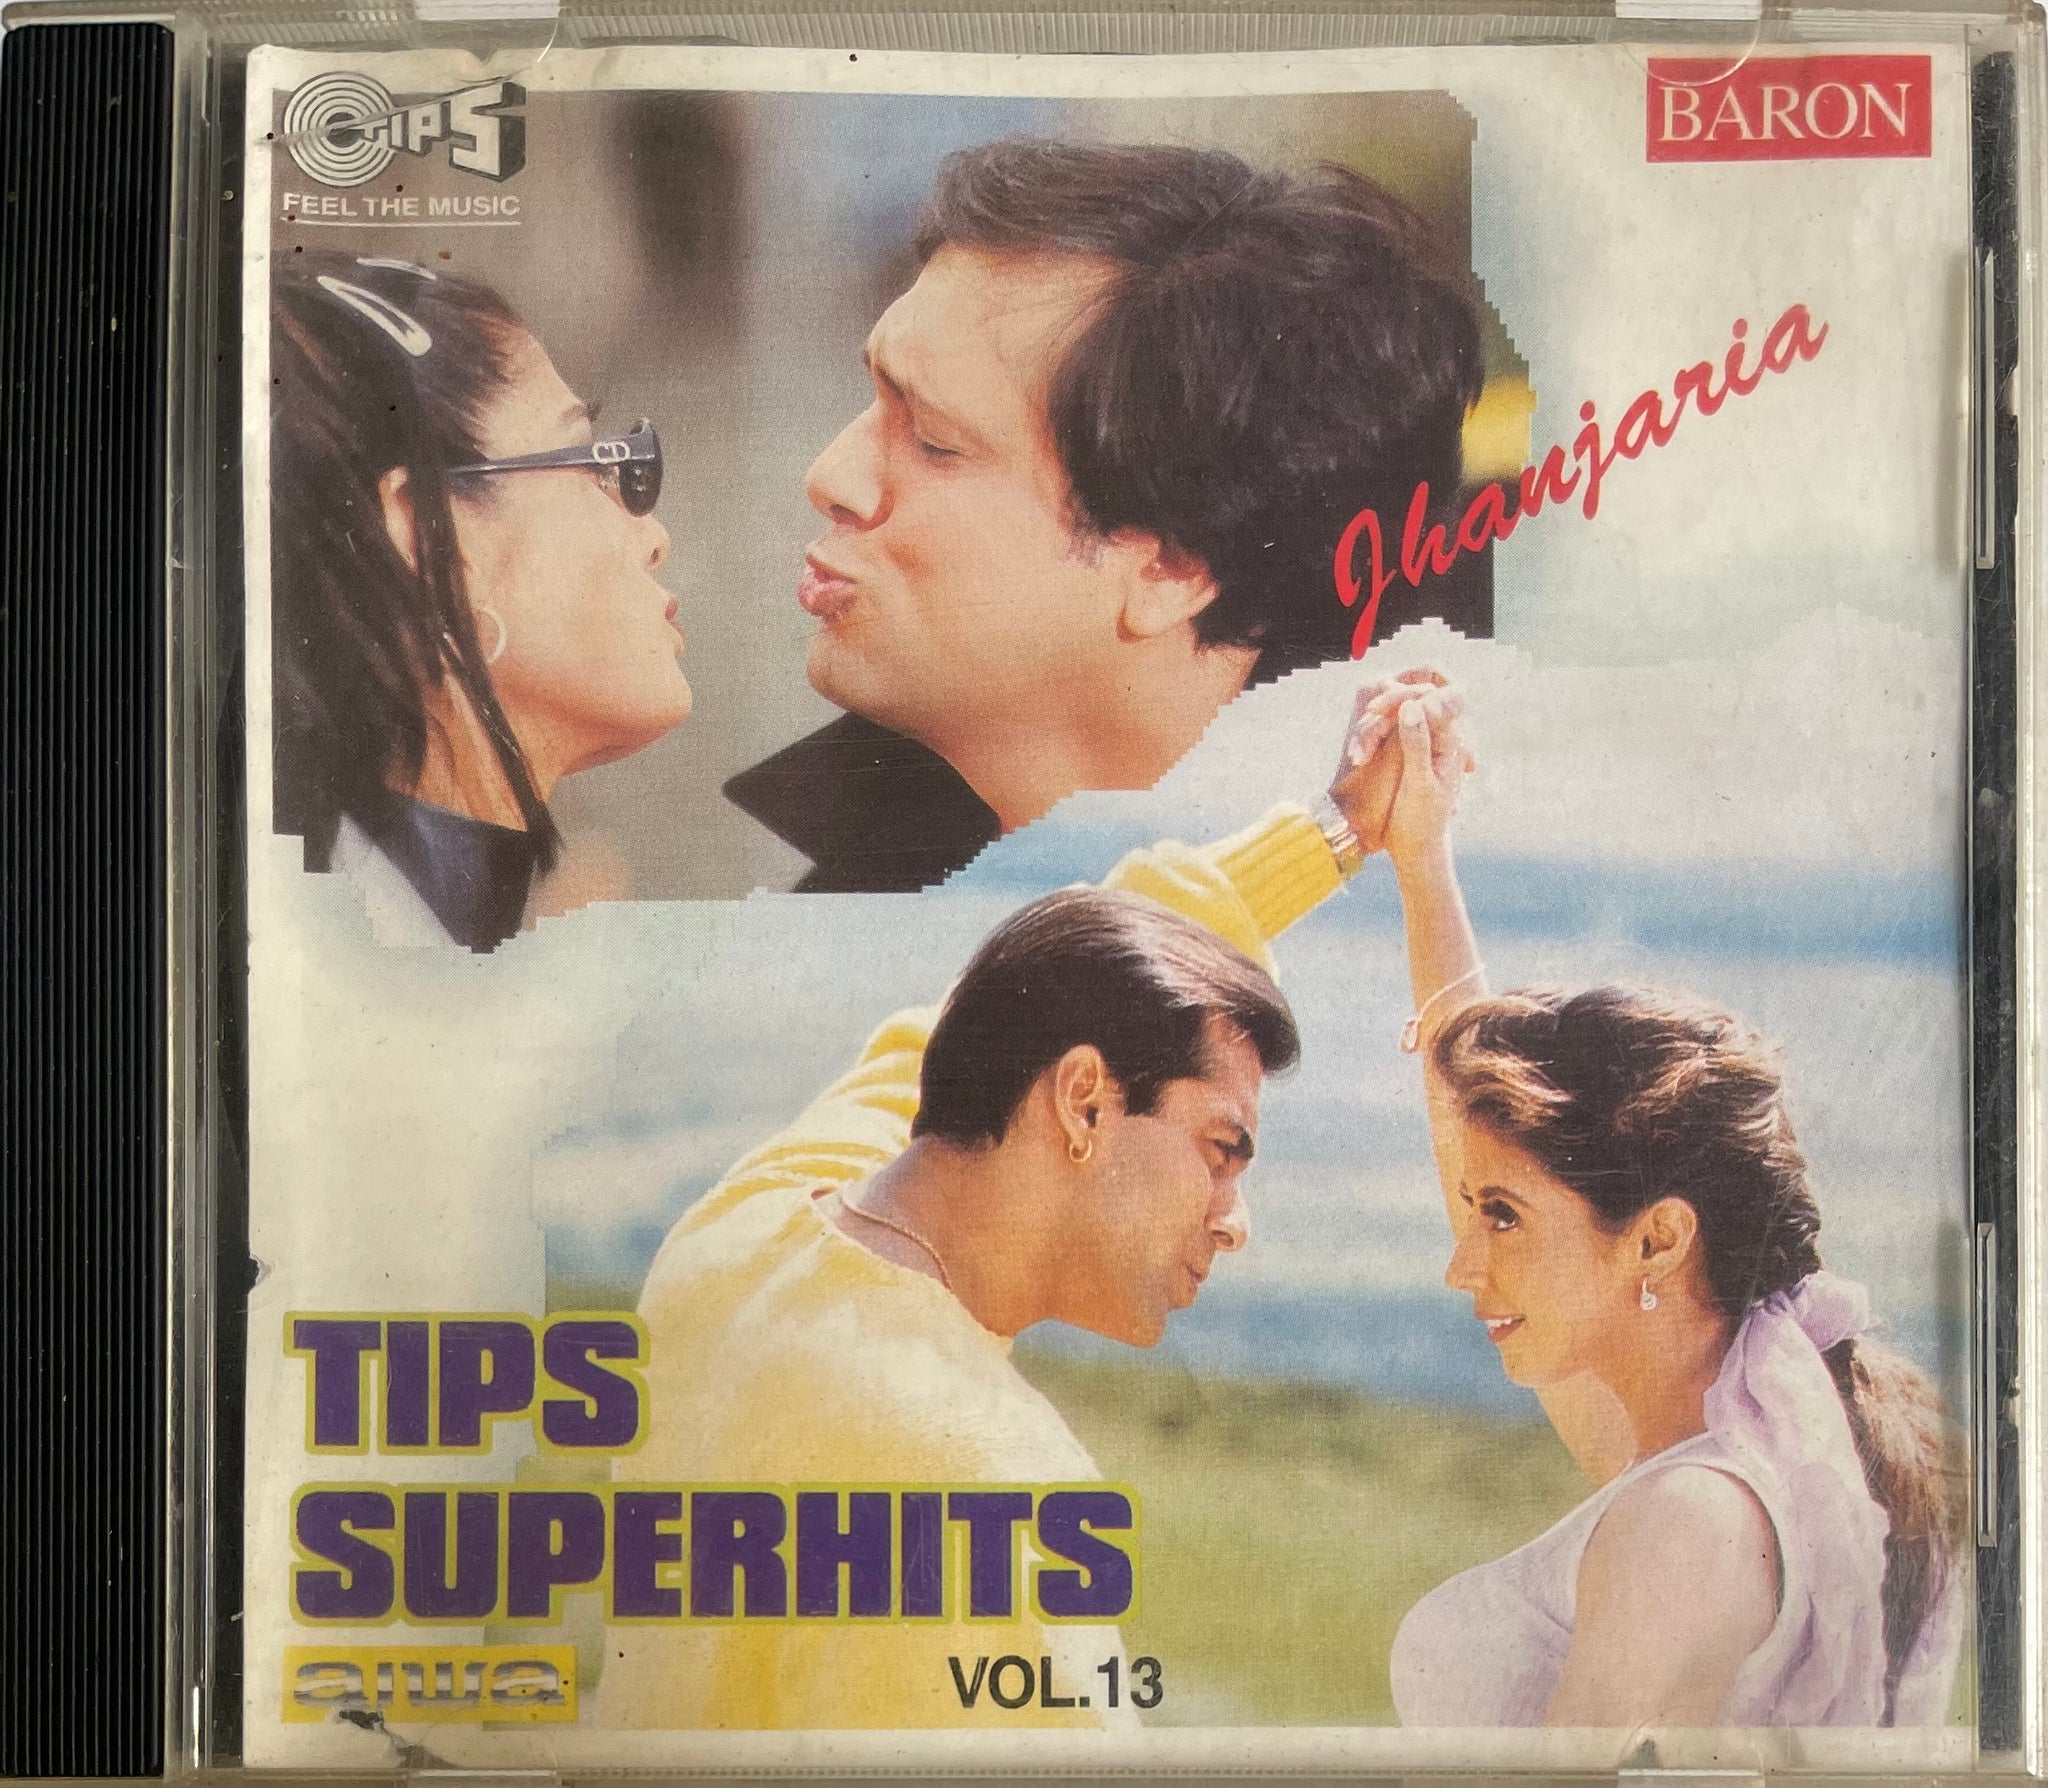 TIPS
FEEL THE MUSIC
BARON
Jhanjaria
TIPS
SUPERHITS
aiwa
VOL.13